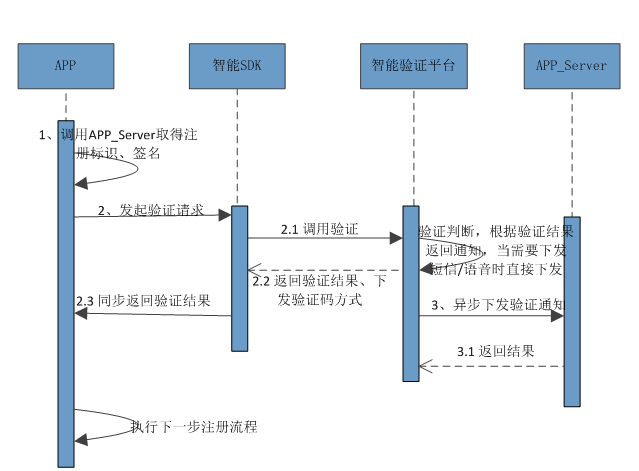 APP
智能SDK
智能验证平台
APP_Server
1、调用APP_Server取得注
册标识、签名
2、发起验证请求
2.1 调用验证
验证判断，根据验证结果
返回通知，当需要下发
短信/语音时直接下发
2.2 返回验证结果、下
发验证码方式
2.3 同步返回验证结果
3、异步下发验证通知
3.1 返回结果
执行下一步注册流程